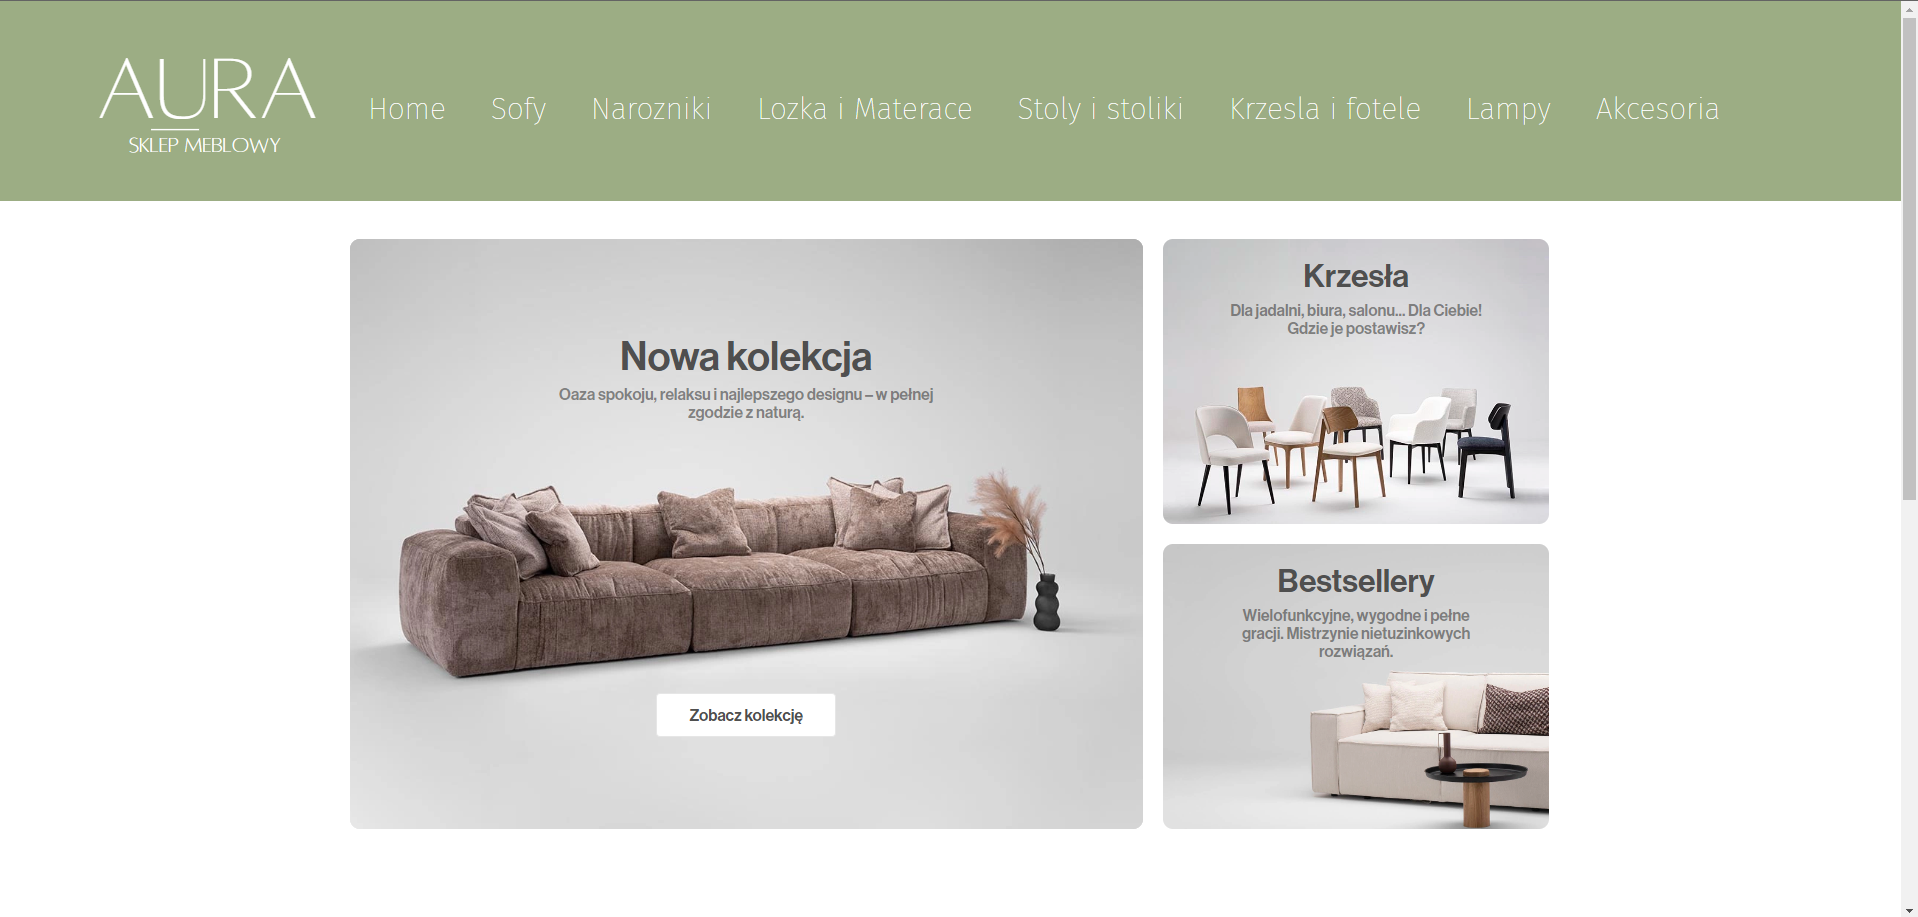 AURA
SKLEP MEBLOWY
Home Sofy Narozniki Lozka i Materace Stoly i stoliki Krzesla i fotele Lampy Akcesoria
Nowa kolekcja
Oaza spokoju, relaksu i najlepszego designu – w pełnej
zgodzie z naturą.
Zobacz kolekcję
Krzesła
Dla jadalni, biura, salonu... Dla Ciebie!
Gdzie je postawisz?
Bestsellery
Wielofunkcyjne, wygodne i pełne
gracji. Mistrzynie nietuzinkowych
rozwiązań.